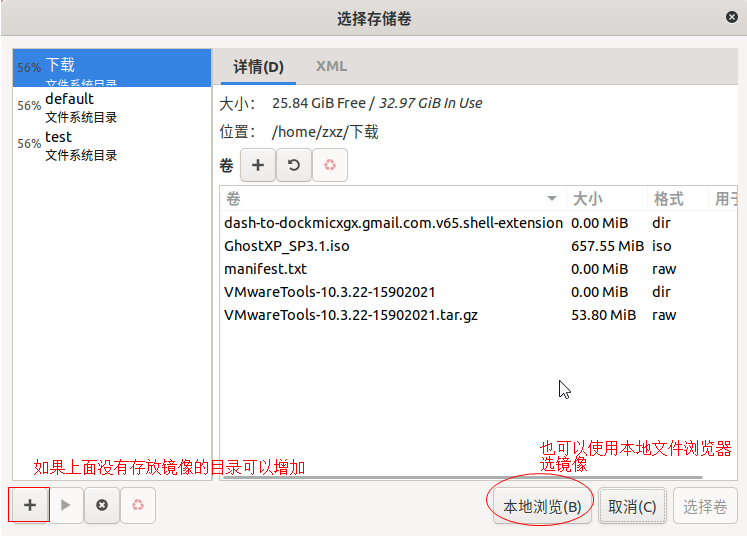 选择存储卷
56% 下载
文件系统目录
56% default
文件系统目录
56% test
文件系统目录
详情(D) XML
大小： 25.84 GiB Free / 32.97 GiB In Use
位置： /home/zxz/下载
卷
卷 大小 格式 用于
dash-to-dockmicxgx.gmail.com.v65.shell-extension 0.00 MiB dir
GhostXP_SP3.1.iso 657.55 MiB iso
manifest.txt 0.00 MiB raw
VMwareTools-10.3.22-15902021 0.00 MiB dir
VMwareTools-10.3.22-15902021.tar.gz 53.80 MiB raw
如果上面没有存放镜像的目录可以增加
也可以使用本地文件浏览器
选镜像
本地浏览(B) 取消(C) 选择卷